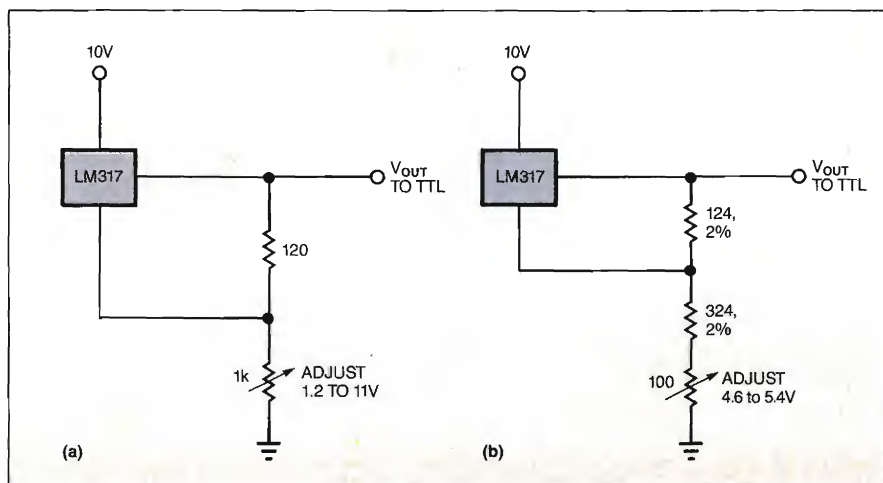 10V
LM317
VOUT
TO TTL
120
1k
ADJUST
1.2 TO 11V
(a)
10V
LM317
VOUT
TO TTL
124,
2%
324,
2%
100
ADJUST
4.6 to 5.4V
(b)